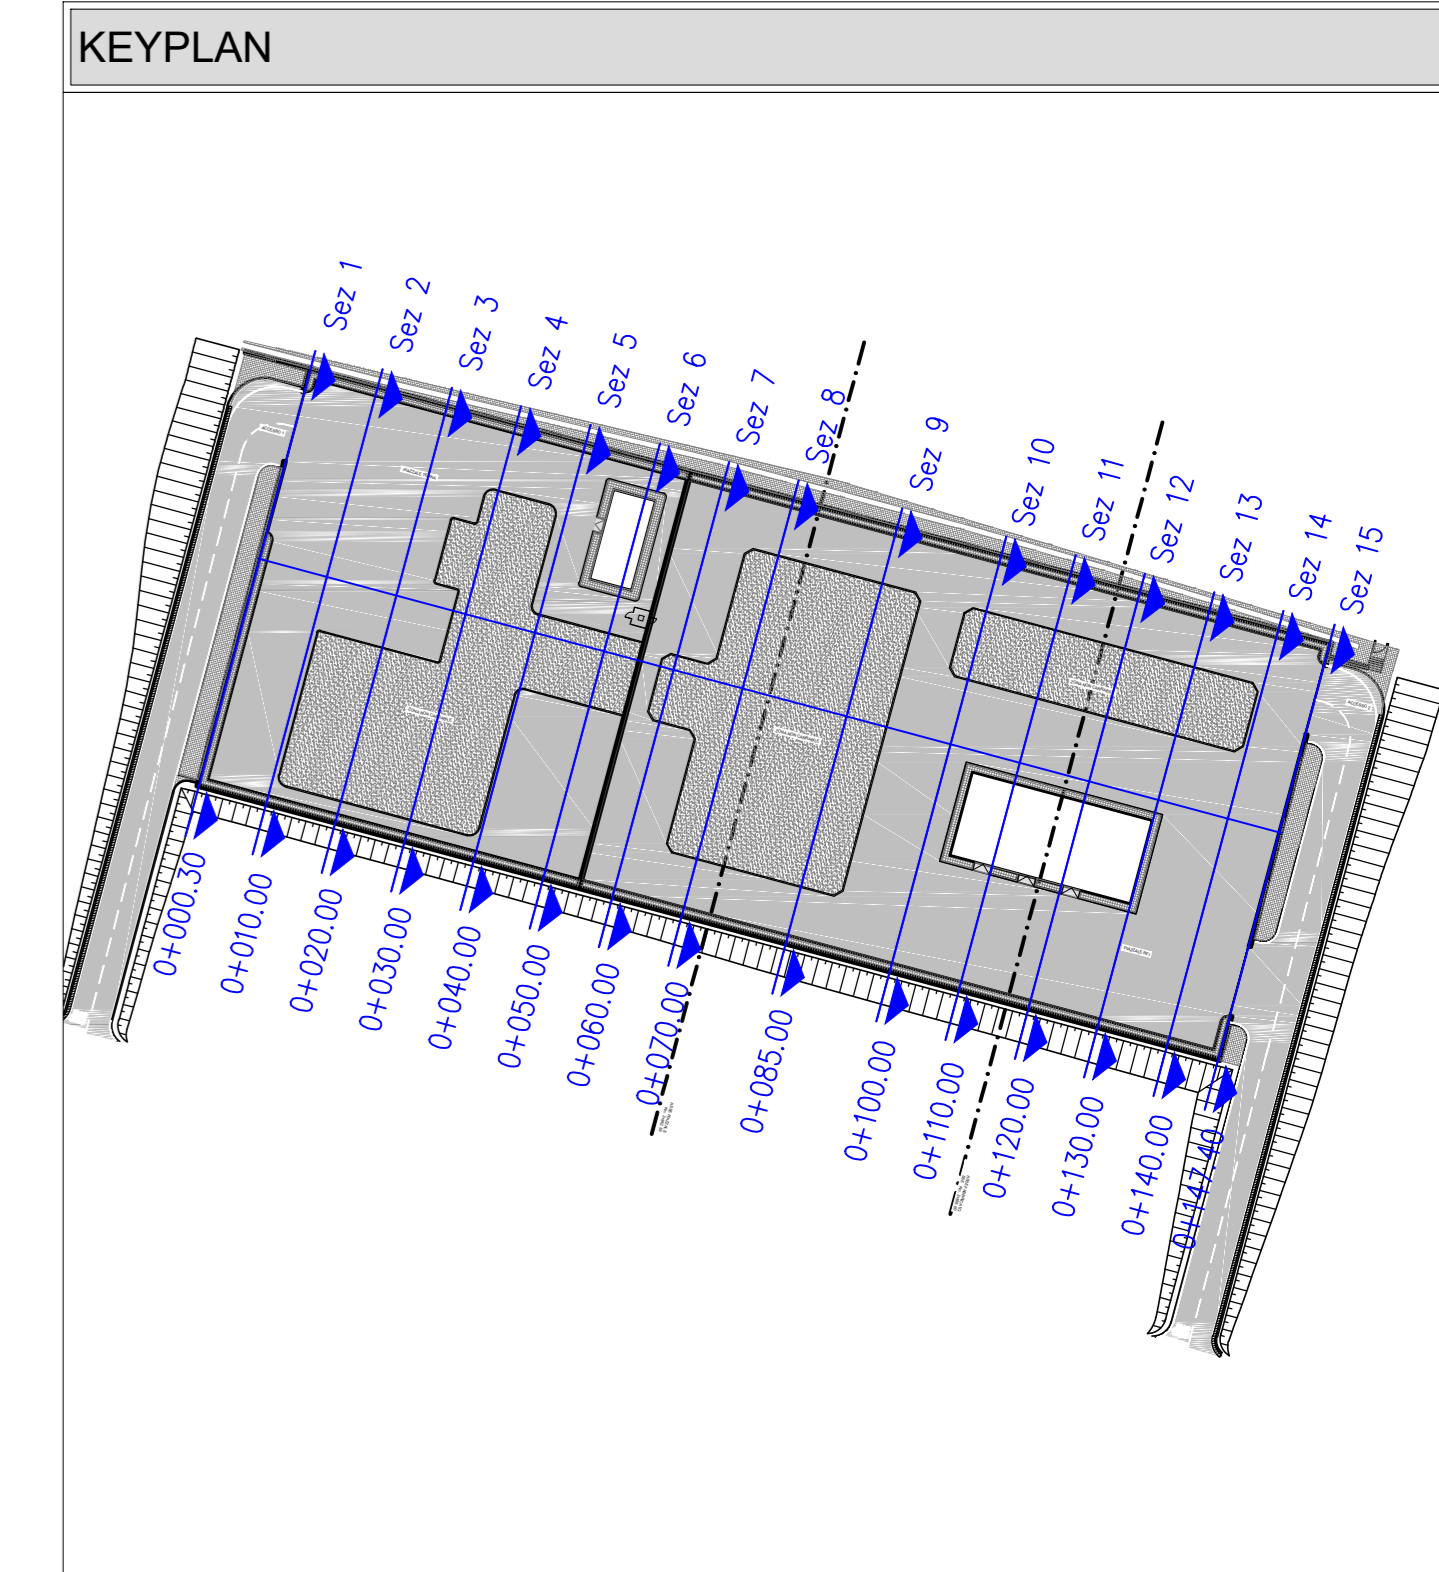 KEYPLAN
Sez 1
Sez 2
Sez 3
Sez 4
Sez 5
Sez 6
Sez 7
Sez 8
Sez 9
Sez 10
Sez 11
Sez 12
Sez 13
Sez 14
Sez 15
0+000.30
0+010.00
0+020.00
0+030.00
0+040.00
0+050.00
0+060.00
0+070.00
0+085.00
0+100.00
0+110.00
0+120.00
0+130.00
0+140.00
0+147.40